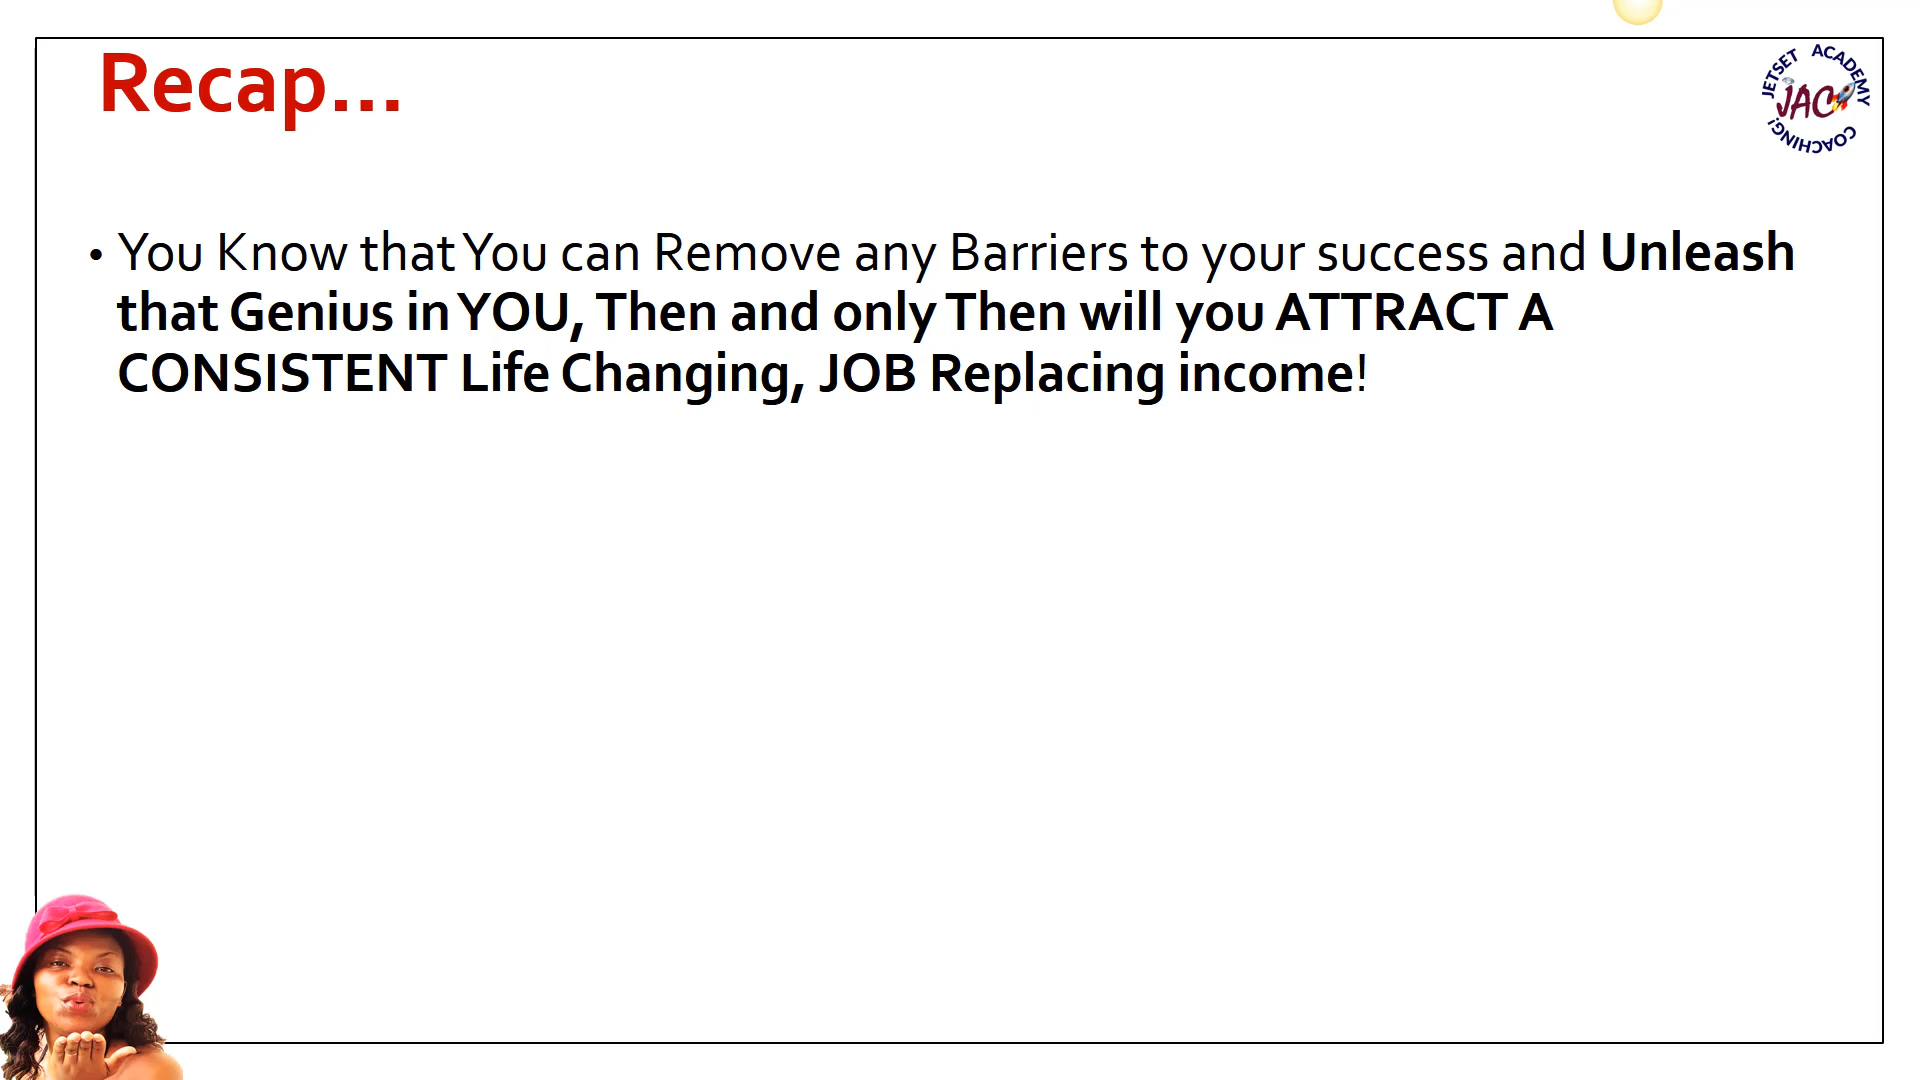 Recap...
JETSET ACADEMY
JAC
COACHING!
• You Know that You can Remove any Barriers to your success and Unleash
that Genius in YOU, Then and only Then will you ATTRACT A
CONSISTENT Life Changing, JOB Replacing income!